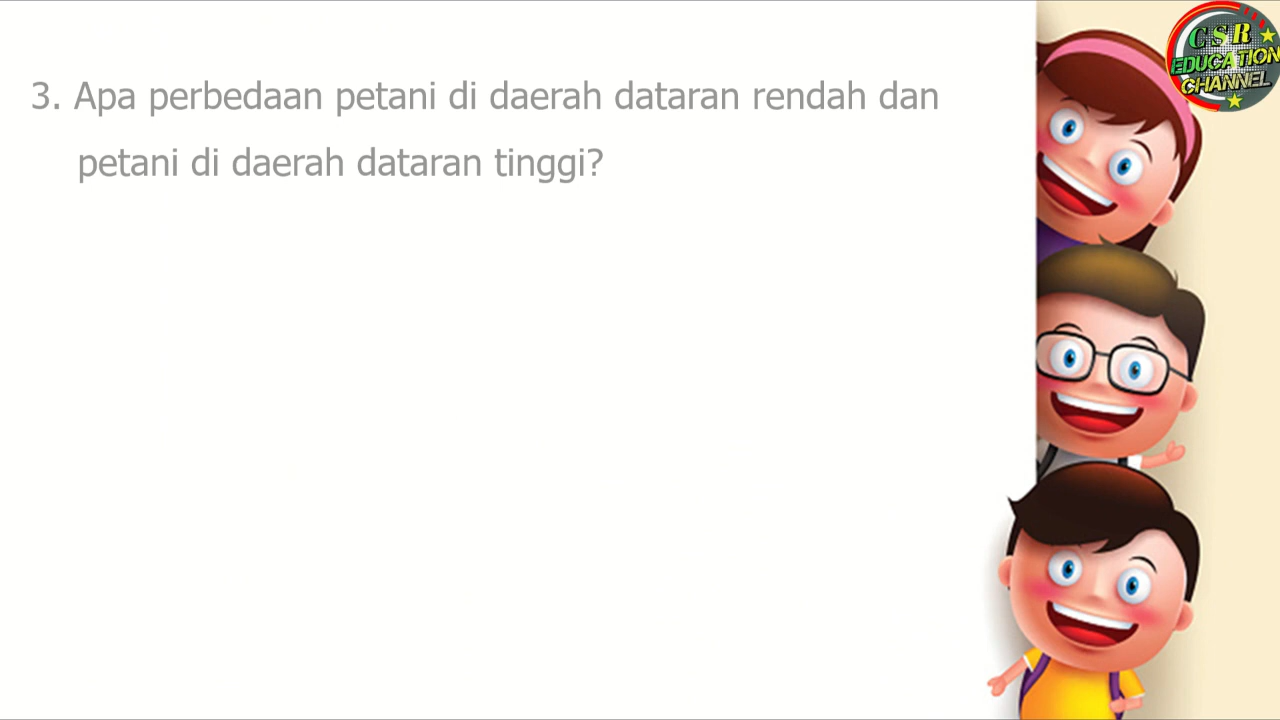 3. Apa perbedaan petani di daerah dataran rendah dan
petani di daerah dataran tinggi?
CSR
EDUCATION
CHANNEL